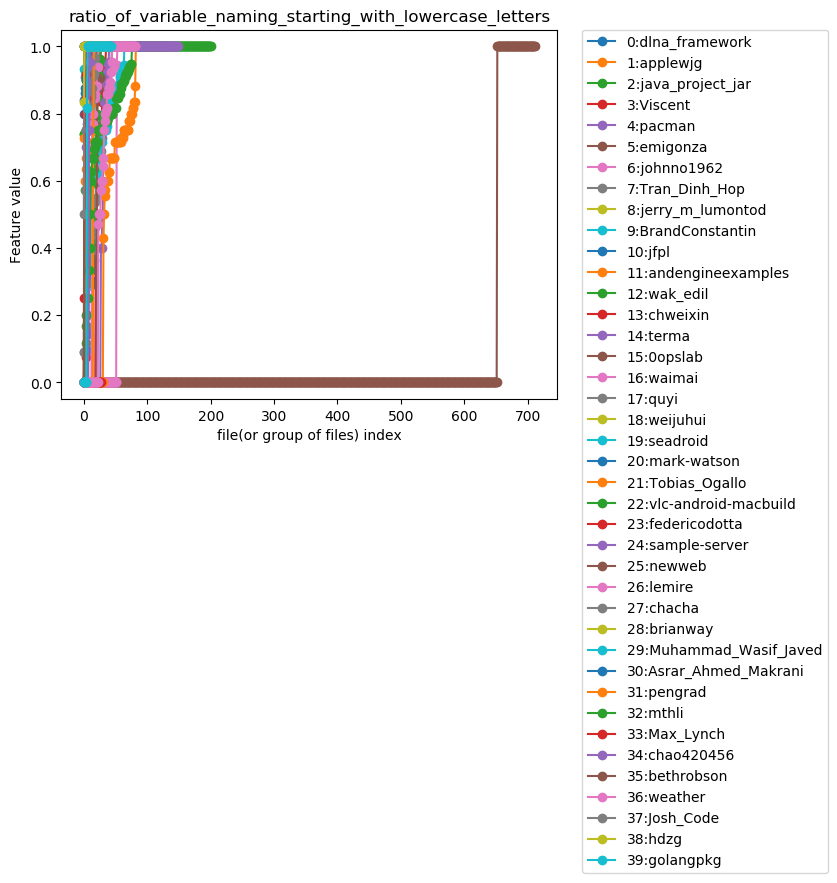 ratio_of_variable_naming_starting_with_lowercase_letters
1.0
0.8
0.6
0.4
0.2
0.0
Feature value
0 100 200 300 400 500 600 700
file(or group of files) index
0:dlna_framework
1:applewjg
2:java_project_jar
3:Viscent
4:pacman
5:emigonza
6:johnno1962
7:Tran_Dinh_Hop
8:jerry_m_lumontod
9:BrandConstantin
10:jfpl
11:andengineexamples
12:wak_edil
13:chweixin
14:terma
15:0opslab
16:waimai
17:quyi
18:weijuhui
19:seadroid
20:mark-watson
21:Tobias_Ogallo
22:vlc-android-macbuild
23:federicodotta
24:sample-server
25:newweb
26:lemire
27:chacha
28:brianway
29:Muhammad_Wasif_Javed
30:Asrar_Ahmed_Makrani
31:pengrad
32:mthli
33:Max_Lynch
34:chao420456
35:bethrobson
36:weather
37:Josh_Code
38:hdzg
39:golangpkg